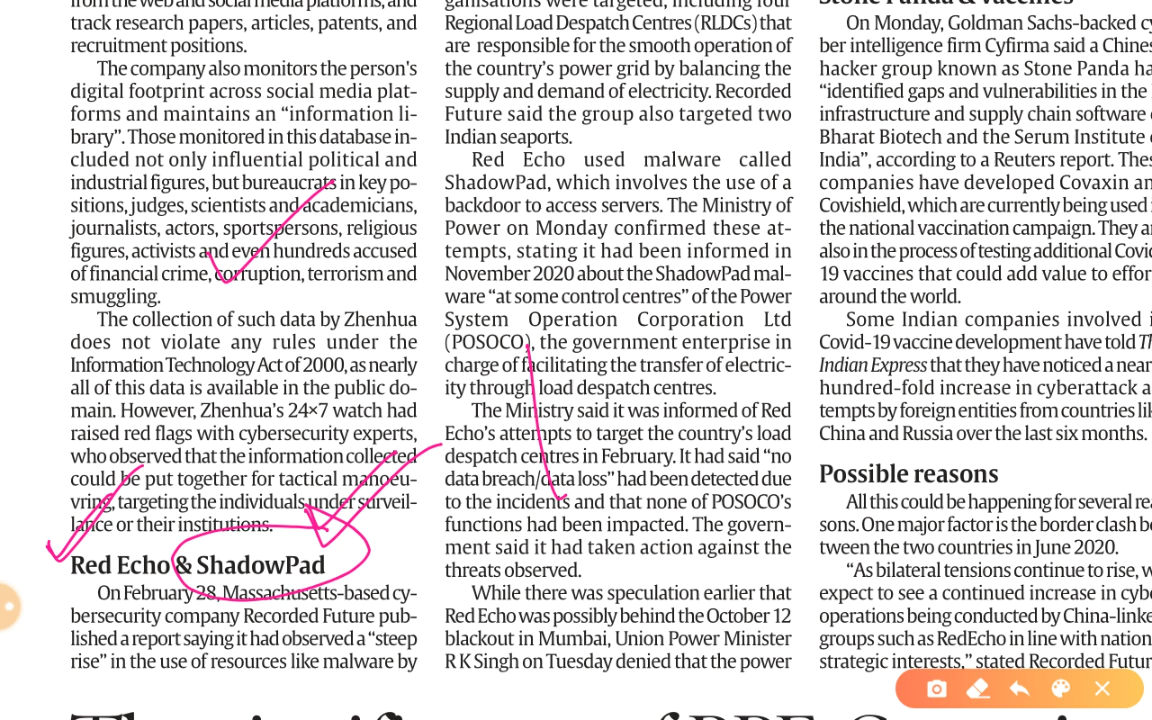 from the web and social media platforms, and
track research papers, articles, patents, and
recruitment positions.
The company also monitors the person's
digital footprint across social media plat-
forms and maintains an “information li-
brary”. Those monitored in this database in-
cluded not only influential political and
industrial figures, but bureaucrats in key po-
sitions, judges, scientists and academicians,
journalists, actors, sportspersons, religious
figures, activists and even hundreds accused
of financial crime, corruption, terrorism and
smuggling.
The collection of such data by Zhenhua
does not violate any rules under the
Information Technology Act of 2000, as nearly
all of this data is available in the public do-
main. However, Zhenhua's 24×7 watch had
raised red flags with cybersecurity experts,
who observed that the information collected
could be put together for tactical manoeu-
vring, targeting the individuals under surveil-
lance or their institutions.
Red Echo & ShadowPad
On February 28, Massachusetts-based cy-
bersecurity company Recorded Future pub-
lished a report saying it had observed a “steep
rise” in the use of resources like malware by
ganisations were targeted, including four
Regional Load Despatch Centres (RLDCs) that
are responsible for the smooth operation of
the country's power grid by balancing the
supply and demand of electricity. Recorded
Future said the group also targeted two
Indian seaports.
Red Echo used malware called
ShadowPad, which involves the use of a
backdoor to access servers. The Ministry of
Power on Monday confirmed these at-
tempts, stating it had been informed in
November 2020 about the ShadowPad mal-
ware “at some control centres” of the Power
System Operation Corporation Ltd
(POSOCO), the government enterprise in
charge of facilitating the transfer of electric-
ity through load despatch centres.
The Ministry said it was informed of Red
Echo's attempts to target the country's load
despatch centres in February. It had said “no
data breach/data loss” had been detected due
to the incidents and that none of POSOCO's
functions had been impacted. The govern-
ment said it had taken action against the
threats observed.
While there was speculation earlier that
Red Echo was possibly behind the October 12
blackout in Mumbai, Union Power Minister
R K Singh on Tuesday denied that the power
Stone Panda & vaccines
On Monday, Goldman Sachs-backed cy
ber intelligence firm Cyfirma said a Chines
hacker group known as Stone Panda ha
“identified gaps and vulnerabilities in the
infrastructure and supply chain software
Bharat Biotech and the Serum Institute
India”, according to a Reuters report. Thes
companies have developed Covaxin an
Covishield, which are currently being used
the national vaccination campaign. They ar
also in the process of testing additional Covid
19 vaccines that could add value to effor
around the world.
Some Indian companies involved i
Covid-19 vaccine development have told Th
Indian Express that they have noticed a near
hundred-fold increase in cyberattack a
tempts by foreign entities from countries lik
China and Russia over the last six months.
Possible reasons
All this could be happening for several rea
sons. One major factor is the border clash be
tween the two countries in June 2020.
“As bilateral tensions continue to rise, w
expect to see a continued increase in cybe
operations being conducted by China-linke
groups such as RedEcho in line with nation
strategic interests,” stated Recorded Futur